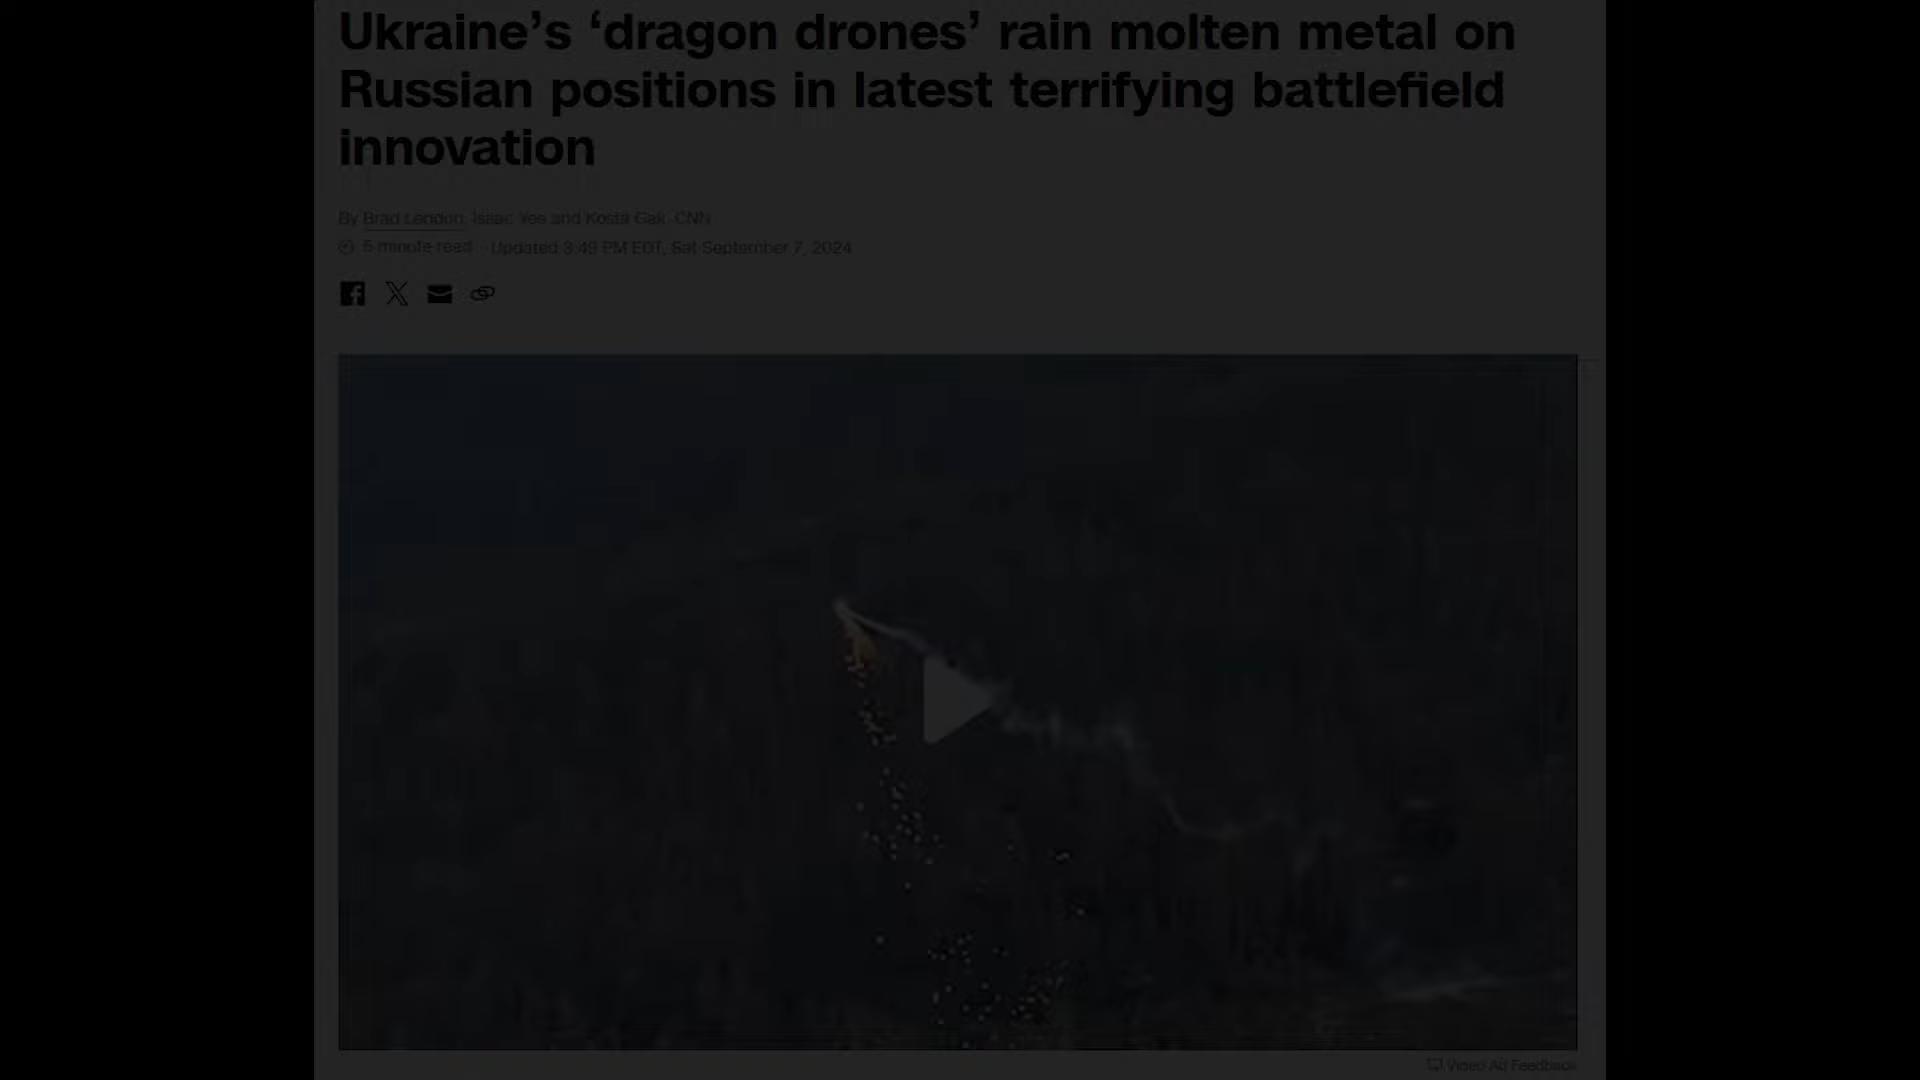 Ukraine’s ‘dragon drones’ rain molten metal on
Russian positions in latest terrifying battlefield
innovation
By Brad Lendon, Isaac Yee and Kosta Gak, CNN
5 minute read · Updated 3:49 PM EDT, Sat September 7, 2024
Video Ad Feedback